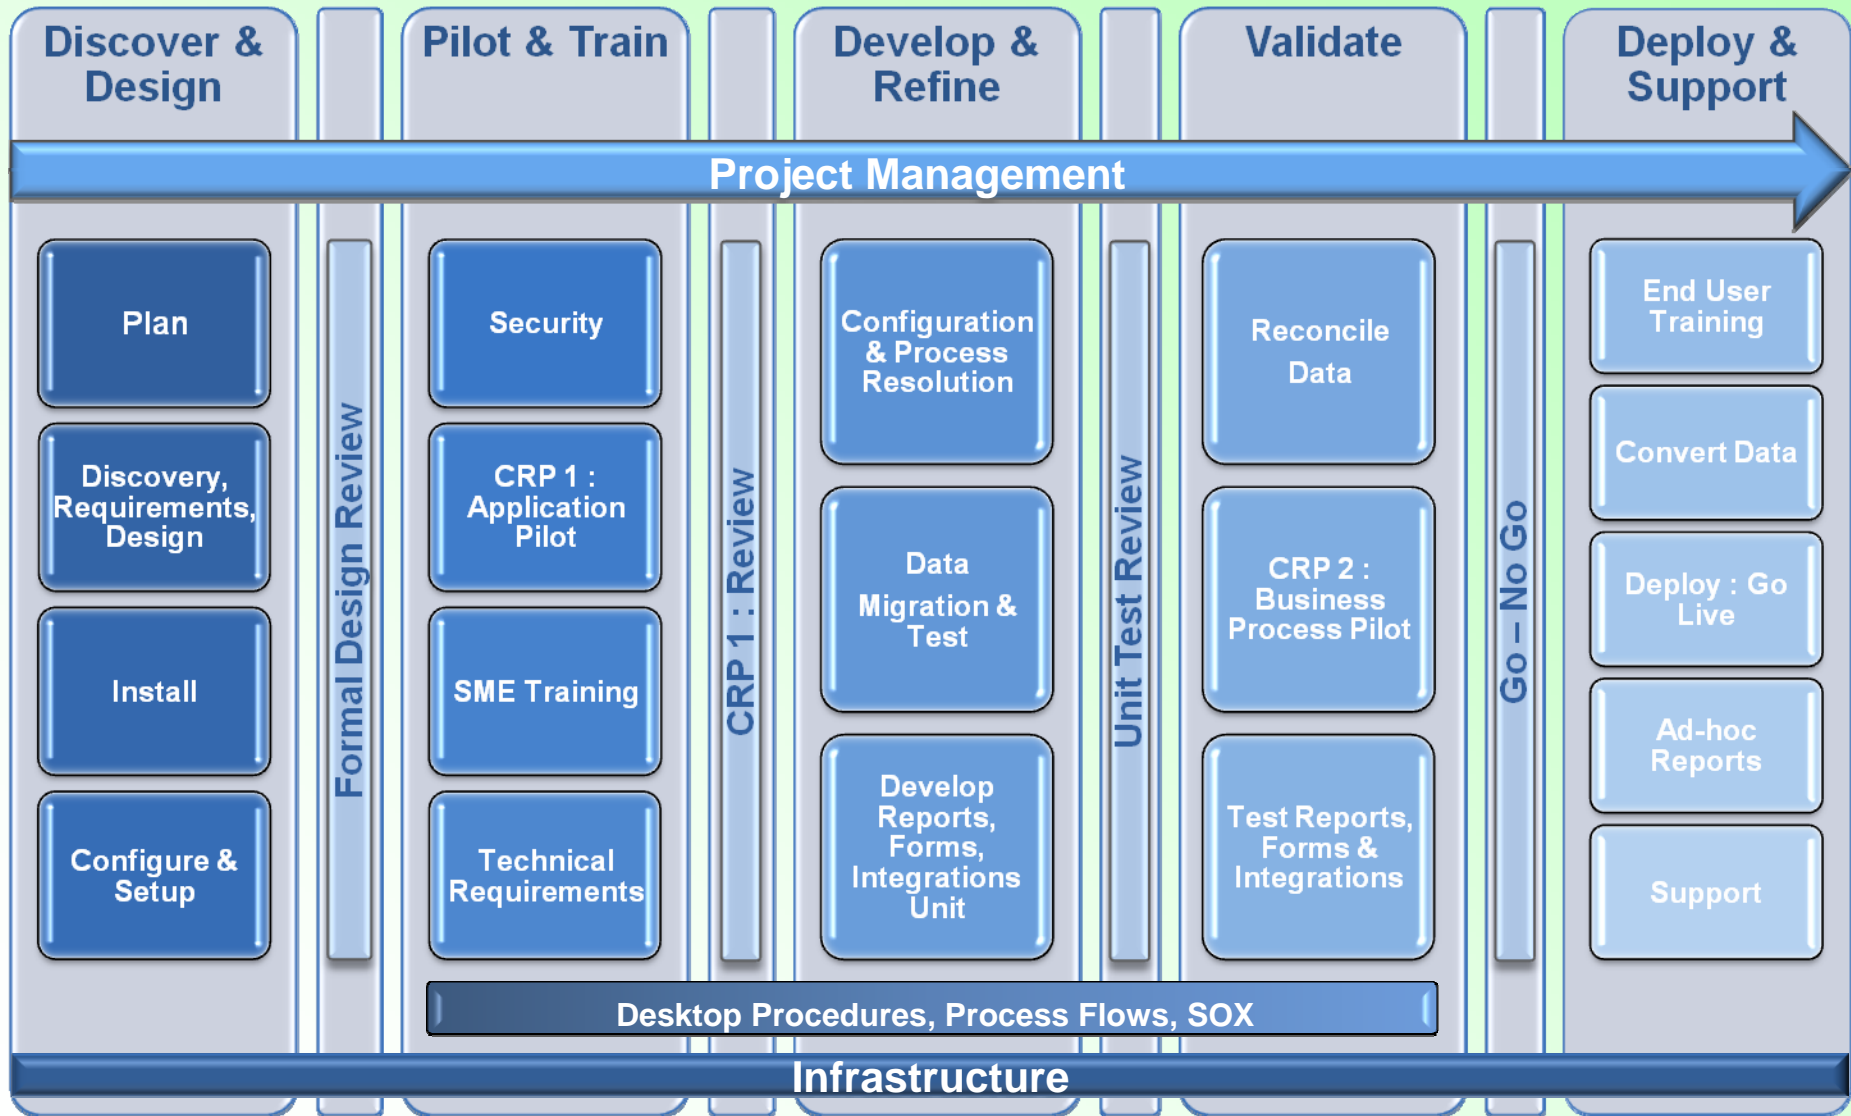 Discover &
Design
Pilot & Train
Develop &
Refine
Validate
Deploy &
Support
Project Management
Plan
Discovery,
Requirements,
Design
Install
Configure &
Setup
Formal Design Review
Security
CRP 1 :
Application
Pilot
SME Training
Technical
Requirements
CRP 1 : Review
Configuration
& Process
Resolution
Data
Migration &
Test
Develop
Reports,
Forms,
Integrations
Unit
Unit Test Review
Reconcile
Data
CRP 2 :
Business
Process Pilot
Test Reports,
Forms &
Integrations
Go – No Go
End User
Training
Convert Data
Deploy : Go
Live
Ad-hoc
Reports
Support
Desktop Procedures, Process Flows, SOX
Infrastructure